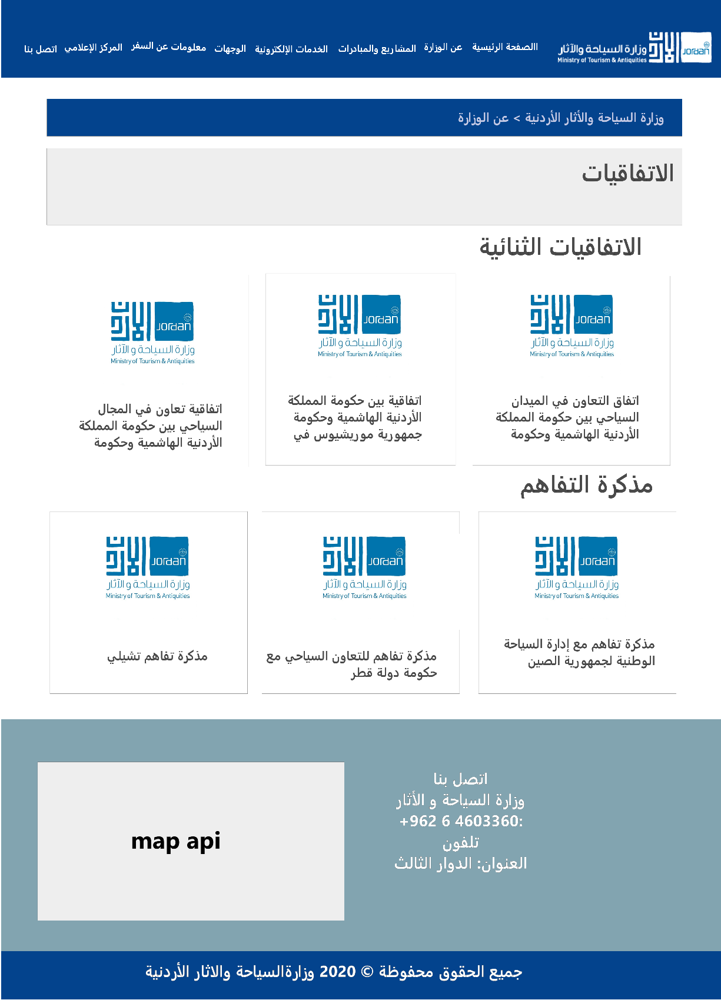 الصفحة الرئيسية
عن الوزارة
المشاريع والمبادرات
الخدمات الإلكترونية
الوجهات
معلومات عن السفر
المركز الإعلامي
اتصل بنا
وزارة السياحة والآثار
Ministry of Tourism & Antiquities
الأردن
Jordan
وزارة السياحة والأثار الأردنية > عن الوزارة
الاتفاقيات
الاتفاقيات الثنائية
الأردن
Jordan
وزارة السياحة و الآثار
Ministry of Tourism & Antiquities
اتفاق التعاون في الميدان
السياحي بين حكومة المملكة
الأردنية الهاشمية وحكومة
الأردن
Jordan
وزارة السياحة و الآثار
Ministry of Tourism & Antiquities
اتفاقية بين حكومة المملكة
الأردنية الهاشمية وحكومة
جمهورية موريشيوس في
الأردن
Jordan
وزارة السياحة و الآثار
Ministry of Tourism & Antiquities
اتفاقية تعاون في المجال
السياحي بين حكومة المملكة
الأردنية الهاشمية وحكومة
مذكرة التفاهم
الأردن
Jordan
وزارة السياحة و الآثار
Ministry of Tourism & Antiquities
مذكرة تفاهم مع إدارة السياحة
الوطنية لجمهورية الصين
الأردن
Jordan
وزارة السياحة و الآثار
Ministry of Tourism & Antiquities
مذكرة تفاهم للتعاون السياحي مع
حكومة دولة قطر
الأردن
Jordan
وزارة السياحة و الآثار
Ministry of Tourism & Antiquities
مذكرة تفاهم تشيلي
اتصل بنا
وزارة السياحة و الأثار
+962 6 4603360:
تلفون
العنوان: الدوار الثالث
map api
جميع الحقوق محفوظة © 2020 وزارةالسياحة والاثار الأردنية